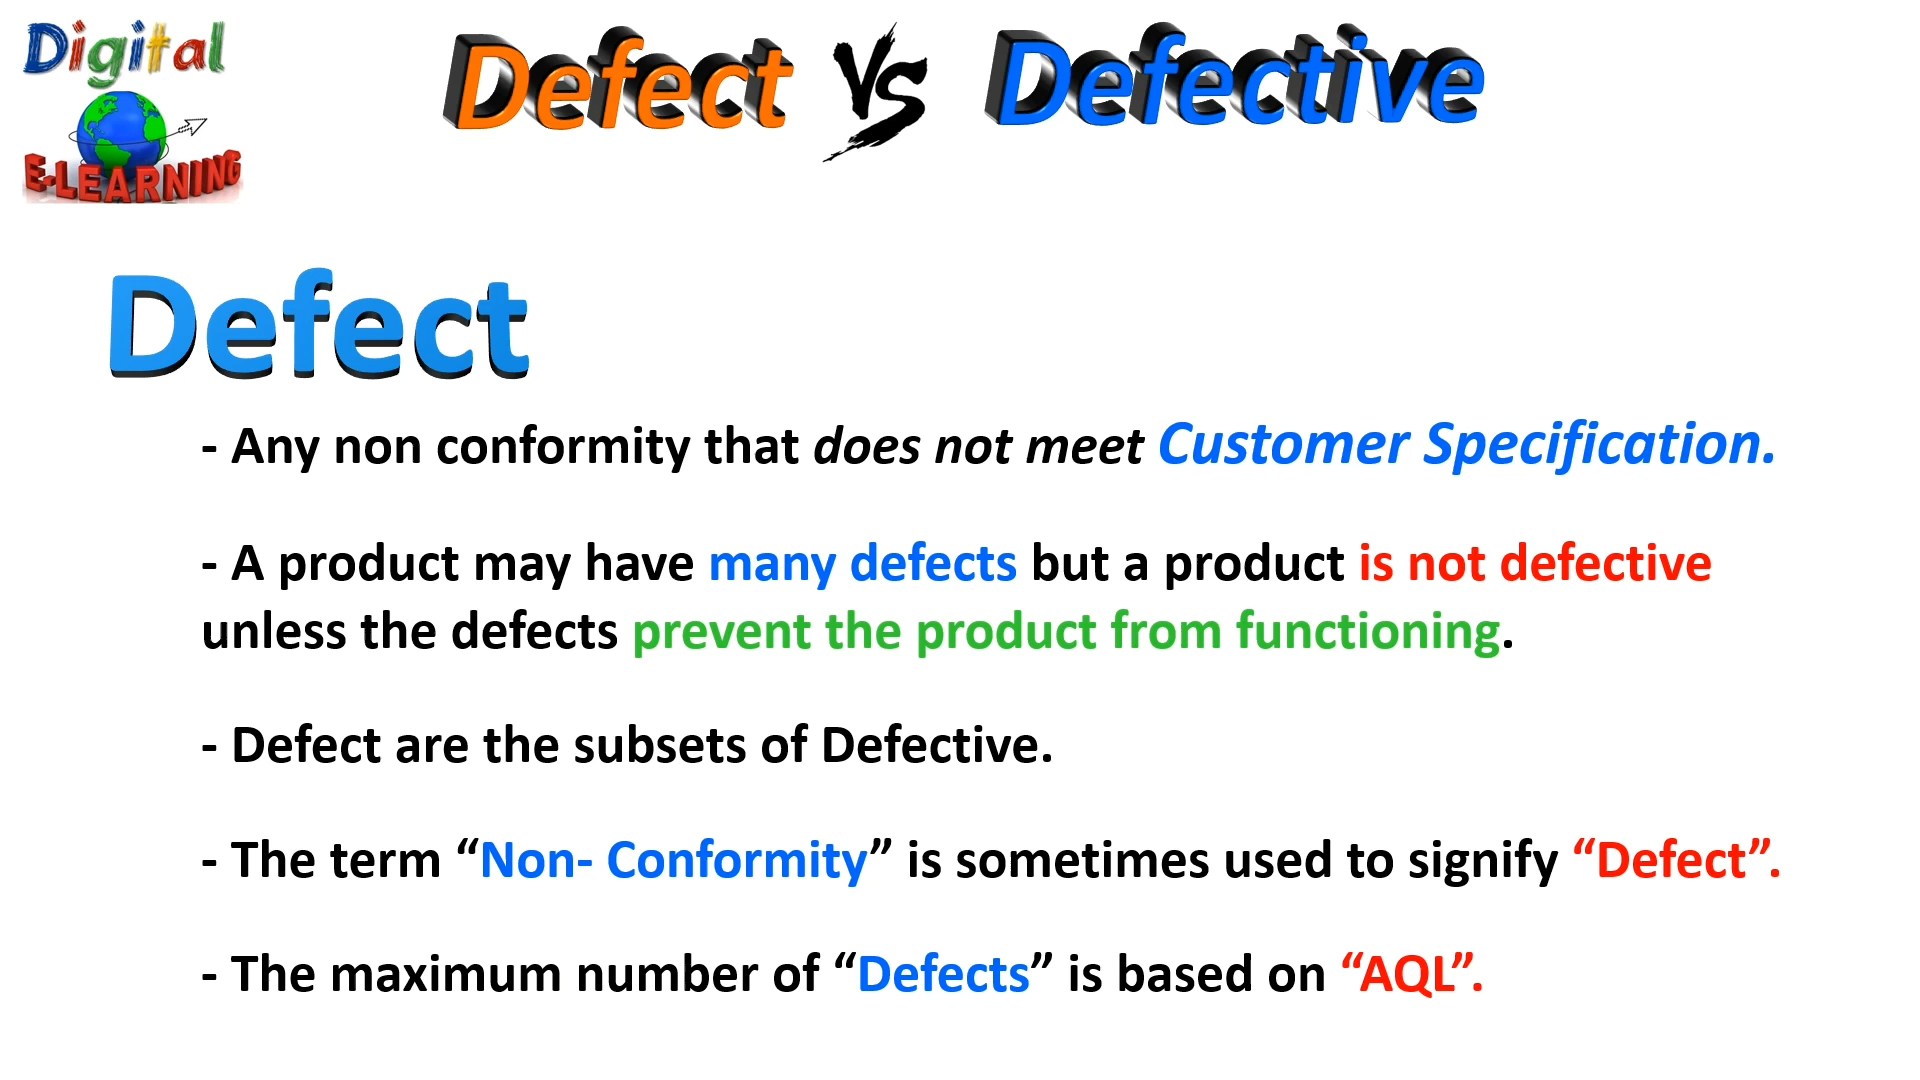 Digital
E-LEARNING
Defect VS Defective
Defect
- Any non conformity that does not meet Customer Specification.
- A product may have many defects but a product is not defective
unless the defects prevent the product from functioning.
- Defect are the subsets of Defective.
- The term “Non- Conformity” is sometimes used to signify “Defect”.
- The maximum number of “Defects” is based on “AQL”.